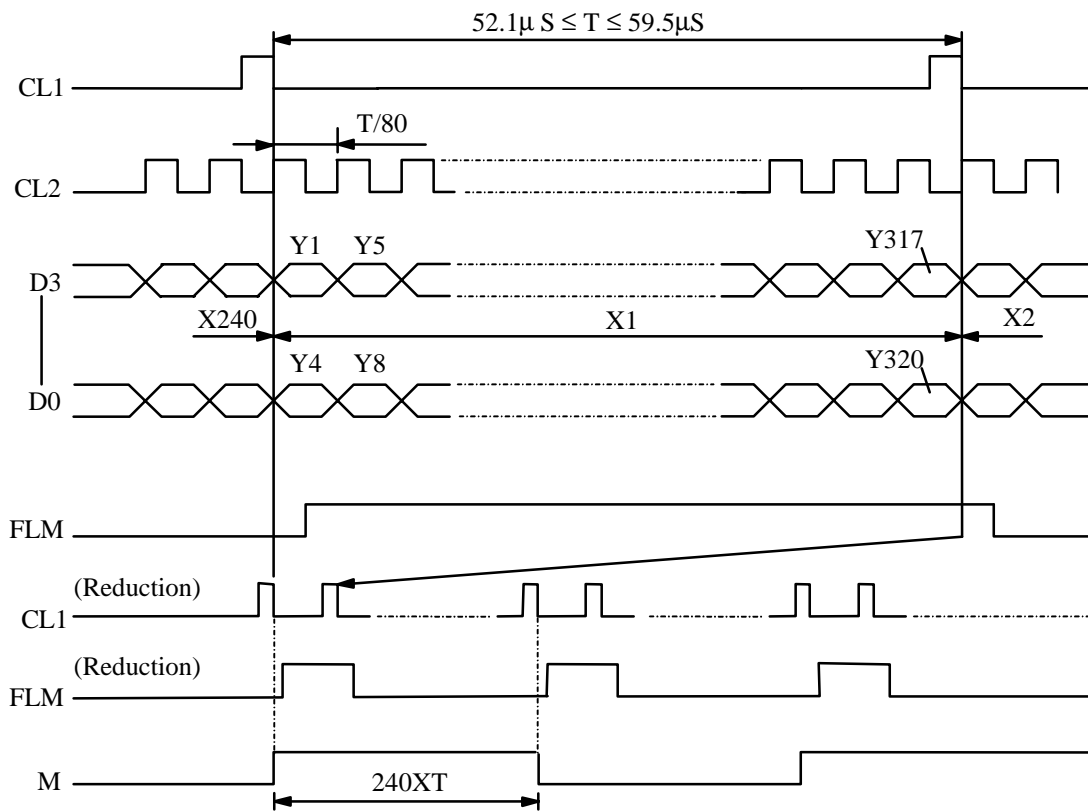 52.1μ S ≤ T ≤ 59.5μS
CL1
T/80
CL2
Y1 Y5 Y317
D3
X240 X1 X2
Y4 Y8 Y320
D0
FLM
(Reduction)
CL1
(Reduction)
FLM
M
240XT